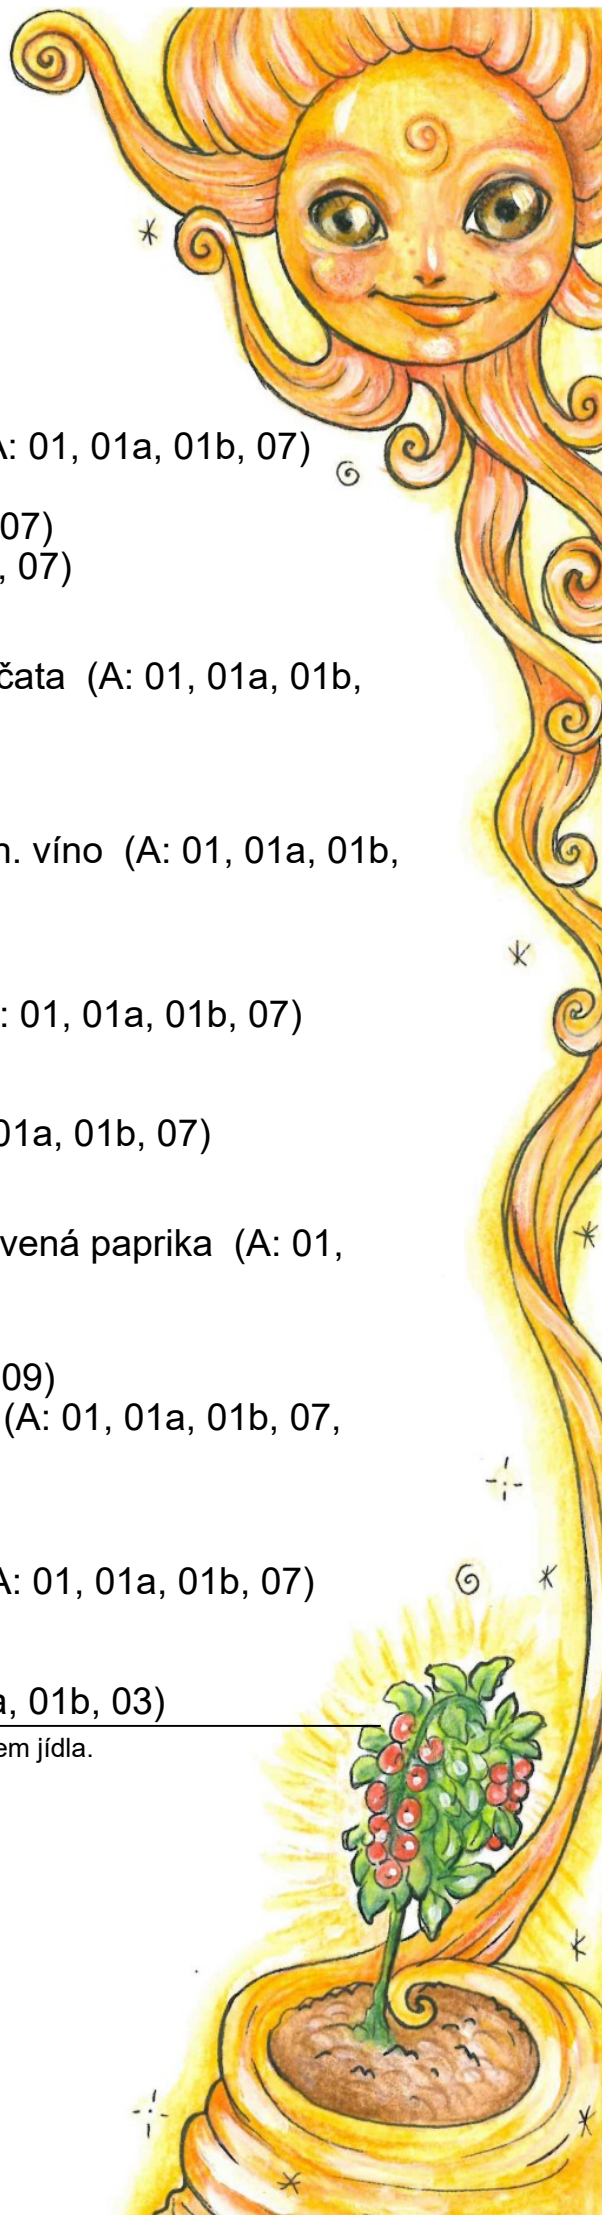 A: 01, 01a, 01b, 07)
07)
, 07)
čata (A: 01, 01a, 01b,
n. víno (A: 01, 01a, 01b,
: 01, 01a, 01b, 07)
01a, 01b, 07)
vená paprika (A: 01,
09)
(A: 01, 01a, 01b, 07,
A: 01, 01a, 01b, 07)
a, 01b, 03)
em jídla.